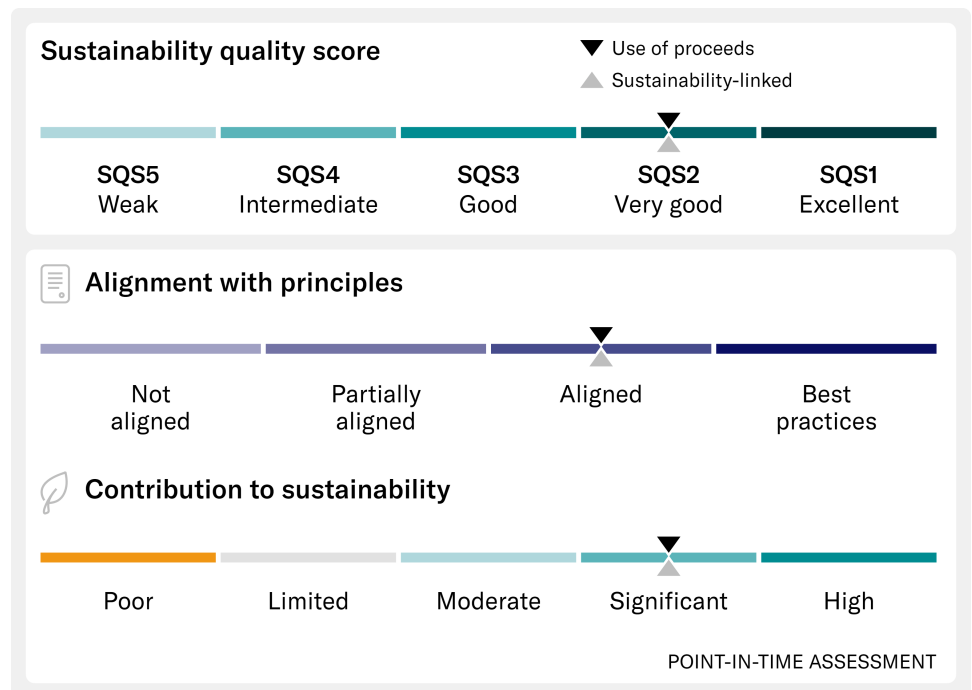 Sustainability quality score
Use of proceeds
Sustainability-linked
SQS5 SQS4 SQS3 SQS2 SQS1
Weak Intermediate Good Very good Excellent
Alignment with principles
Not aligned
Partially aligned
Aligned
Best practices
Contribution to sustainability
Poor Limited Moderate Significant High
POINT-IN-TIME ASSESSMENT